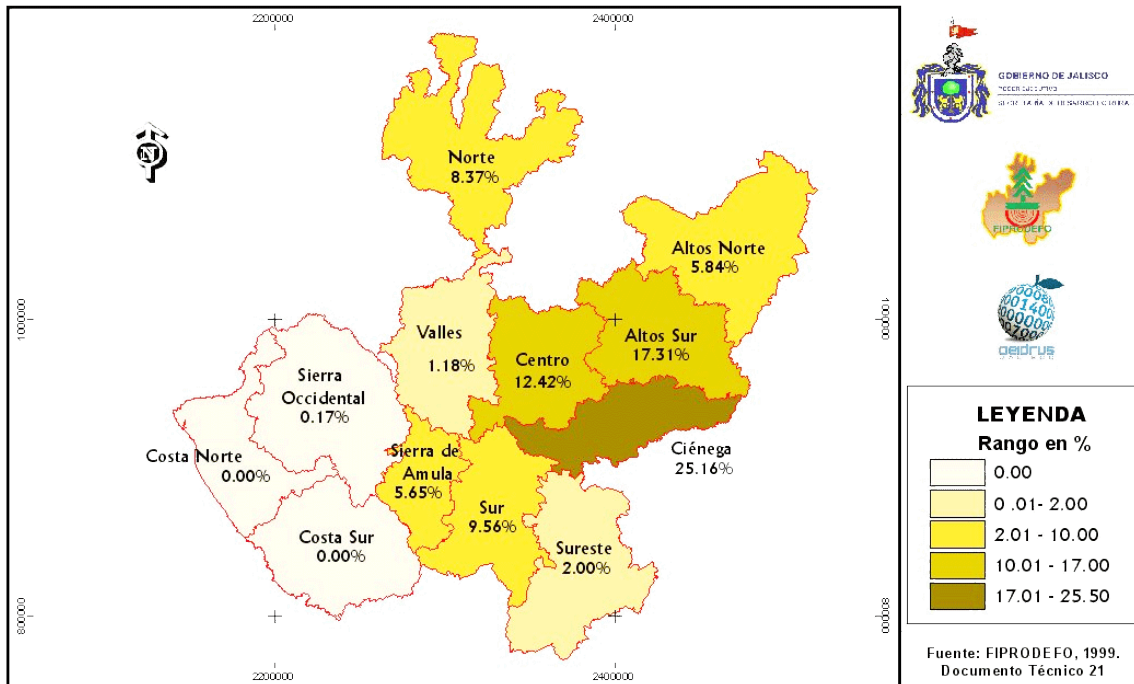 2200000
2400000
GOBIERNO DE JALISCO
PODER EJECUTIVO
Norte
8.37%
FIPRODEFO
Altos Norte
5.84%
oeidrus
1000000
1000000
Valles
1.18%
Centro
12.42%
Altos Sur
17.31%
Sierra
Occidental
0.17%
LEYENDA
Rango en %
Costa Norte
0.00%
Sierra de
Amula
5.65%
Ciénega
25.16%
0.00
0 .01- 2.00
Sur
9.56%
2.01 - 10.00
Costa Sur
0.00%
Sureste
2.00%
10.01 - 17.00
17.01 - 25.50
800000
800000
2200000
2400000
Fuente: FIPRODEFO, 1999.
Documento Técnico 21